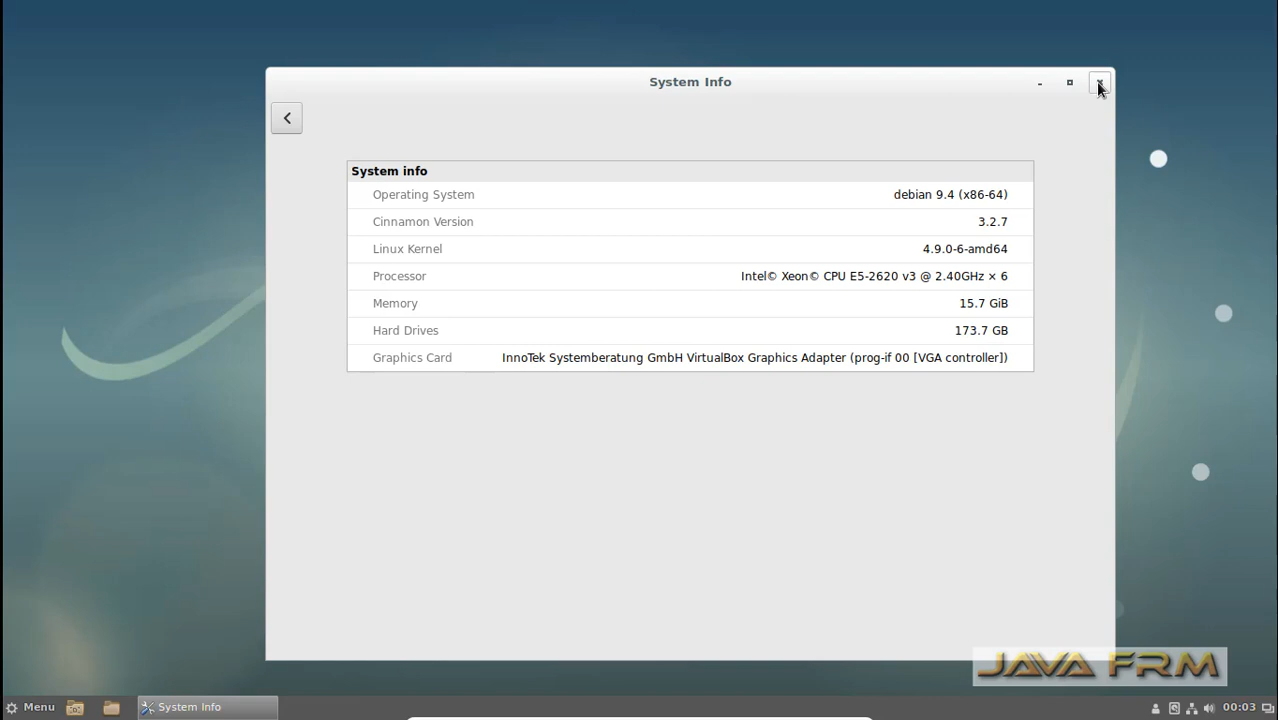 System Info
System info
Operating System debian 9.4 (x86-64)
Cinnamon Version 3.2.7
Linux Kernel 4.9.0-6-amd64
Processor Intel© Xeon© CPU E5-2620 v3 @ 2.40GHz × 6
Memory 15.7 GiB
Hard Drives 173.7 GB
Graphics Card InnoTek Systemberatung GmbH VirtualBox Graphics Adapter (prog-if 00 [VGA controller])
JAVA FRM
Menu System Info 00:03